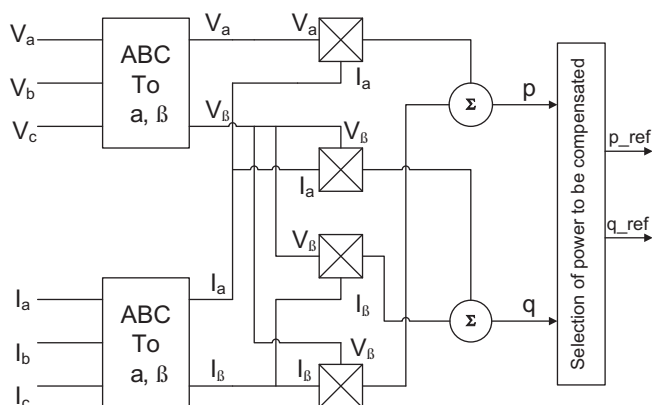 Va
Vb
Vc
ABC
To
a, ß
Va
Va
Ia
Vß
Vß
Ia
Σ
p
Selection of power to be compensated
p_ref
q_ref
Vß
Iß
Σ
q
Ia
Ib
Ic
ABC
To
a, ß
Ia
Iß
Iß
Vß